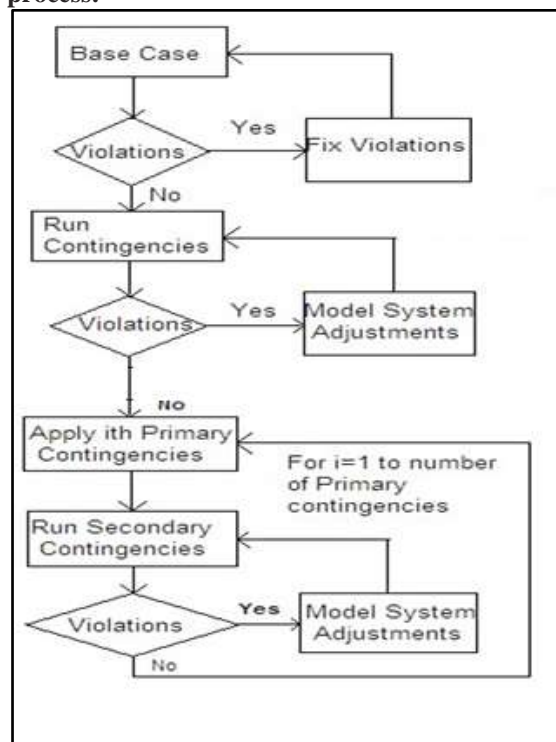 process.
Base Case
Yes
Violations
Fix Violations
No
Run
Contingencies
Yes
Violations
Model System
Adjustments
No
Apply ith Primary
Contingencies
For i=1 to number
of Primary
contingencies
Run Secondary
Contingencies
Yes
Violations
Model System
Adjustments
No